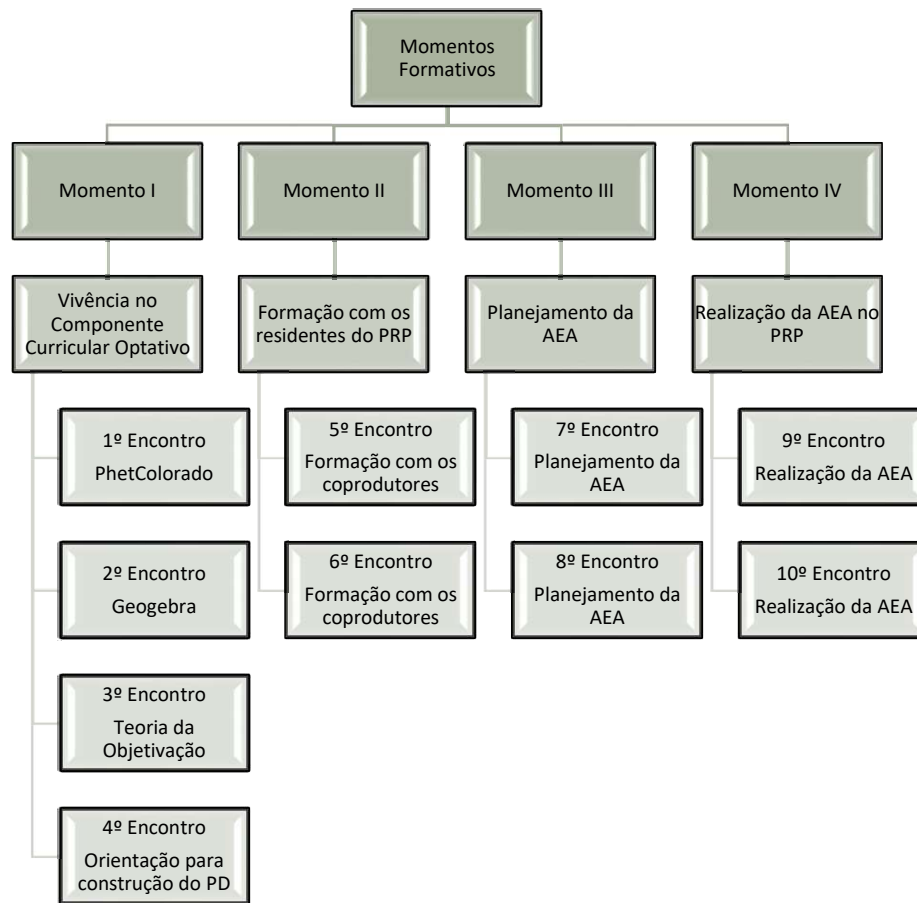 Momentos
Formativos
Momento I
Momento II
Momento III
Momento IV
Vivência no
Componente
Curricular Optativo
Formação com os
residentes do PRP
Planejamento da
AEA
Realização da AEA no
PRP
1º Encontro
PhetColorado
2º Encontro
Geogebra
3º Encontro
Teoria da
Objetivação
4º Encontro
Orientação para
construção do PD
5º Encontro
Formação com os
coprodutores
6º Encontro
Formação com os
coprodutores
7º Encontro
Planejamento da
AEA
8º Encontro
Planejamento da
AEA
9º Encontro
Realização da AEA
10º Encontro
Realização da AEA